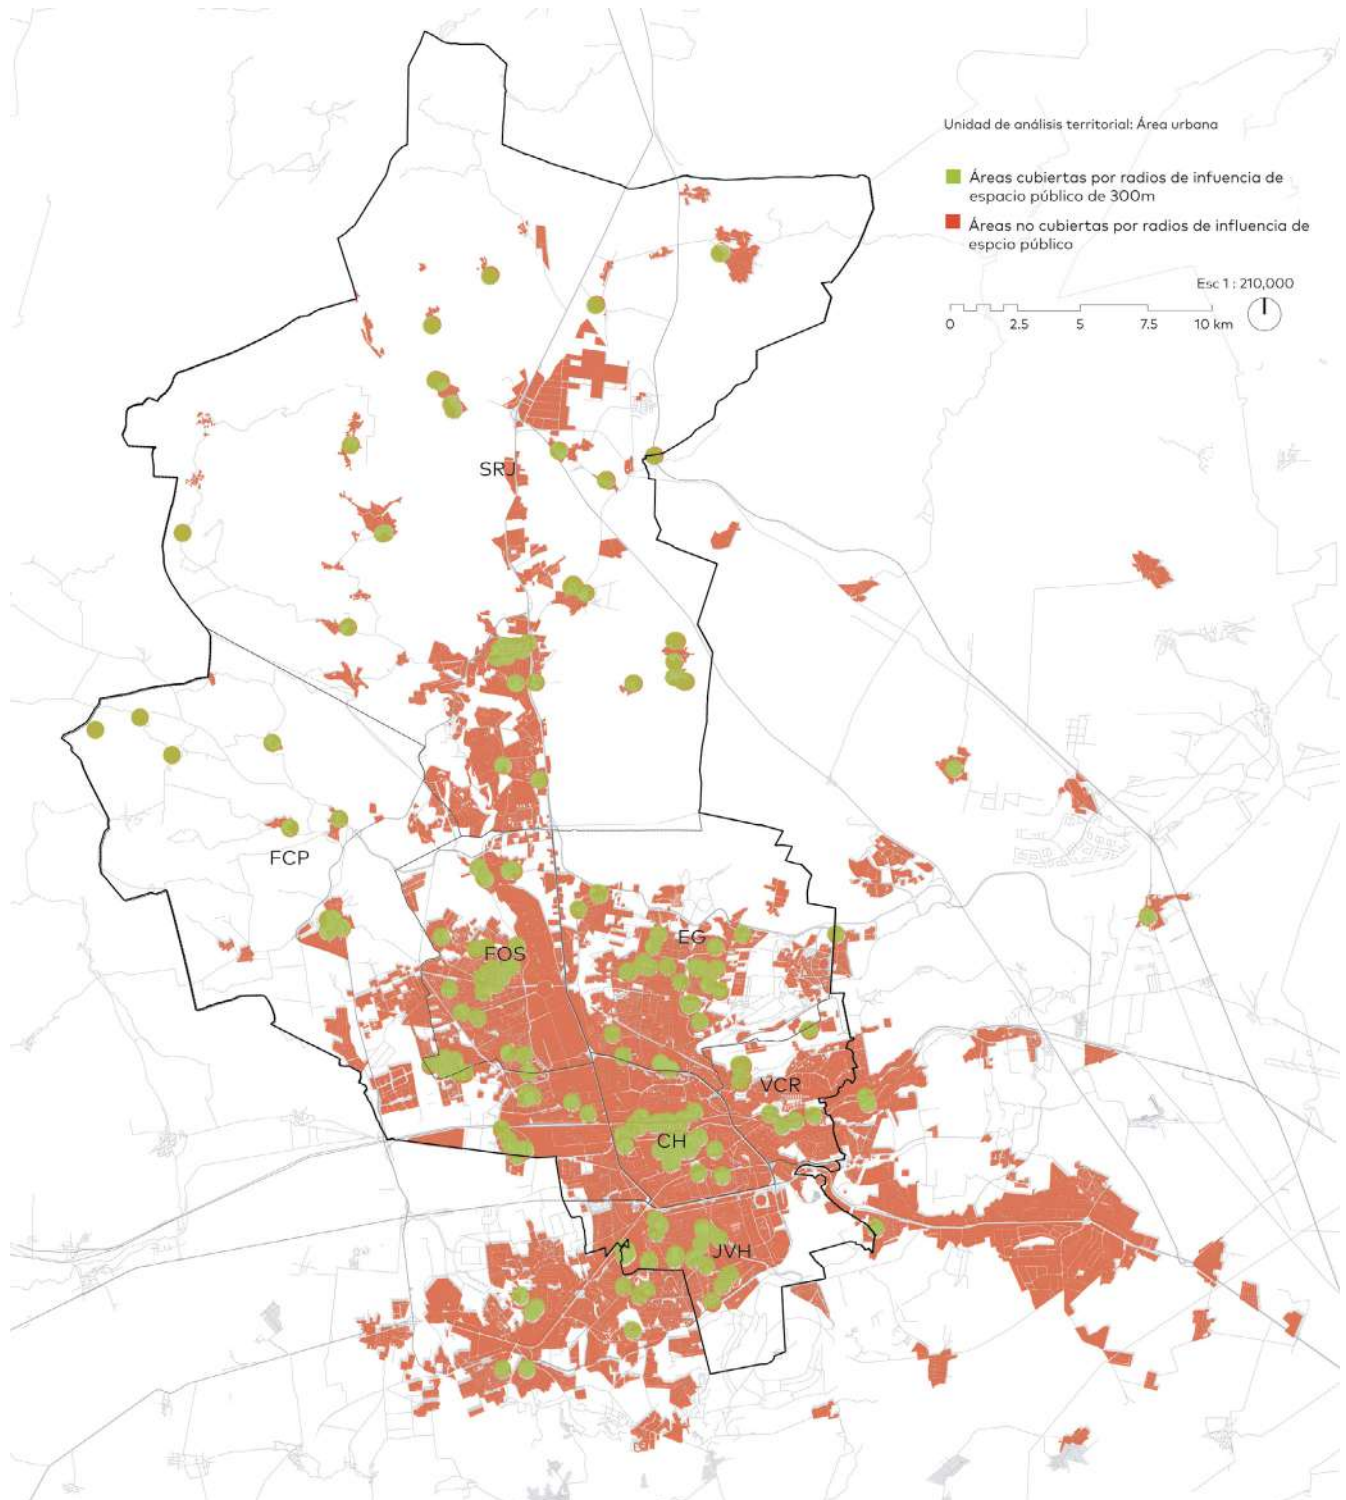 Unidad de análisis territorial: Área urbana
Áreas cubiertas por radios de infuencia de
espacio público de 300m
Áreas no cubiertas por radios de influencia de
espcio público
Esc 1 : 210,000
0 2.5 5 7.5 10 km
SRJ
FCP
EG
FOS
VCR
CH
JVH